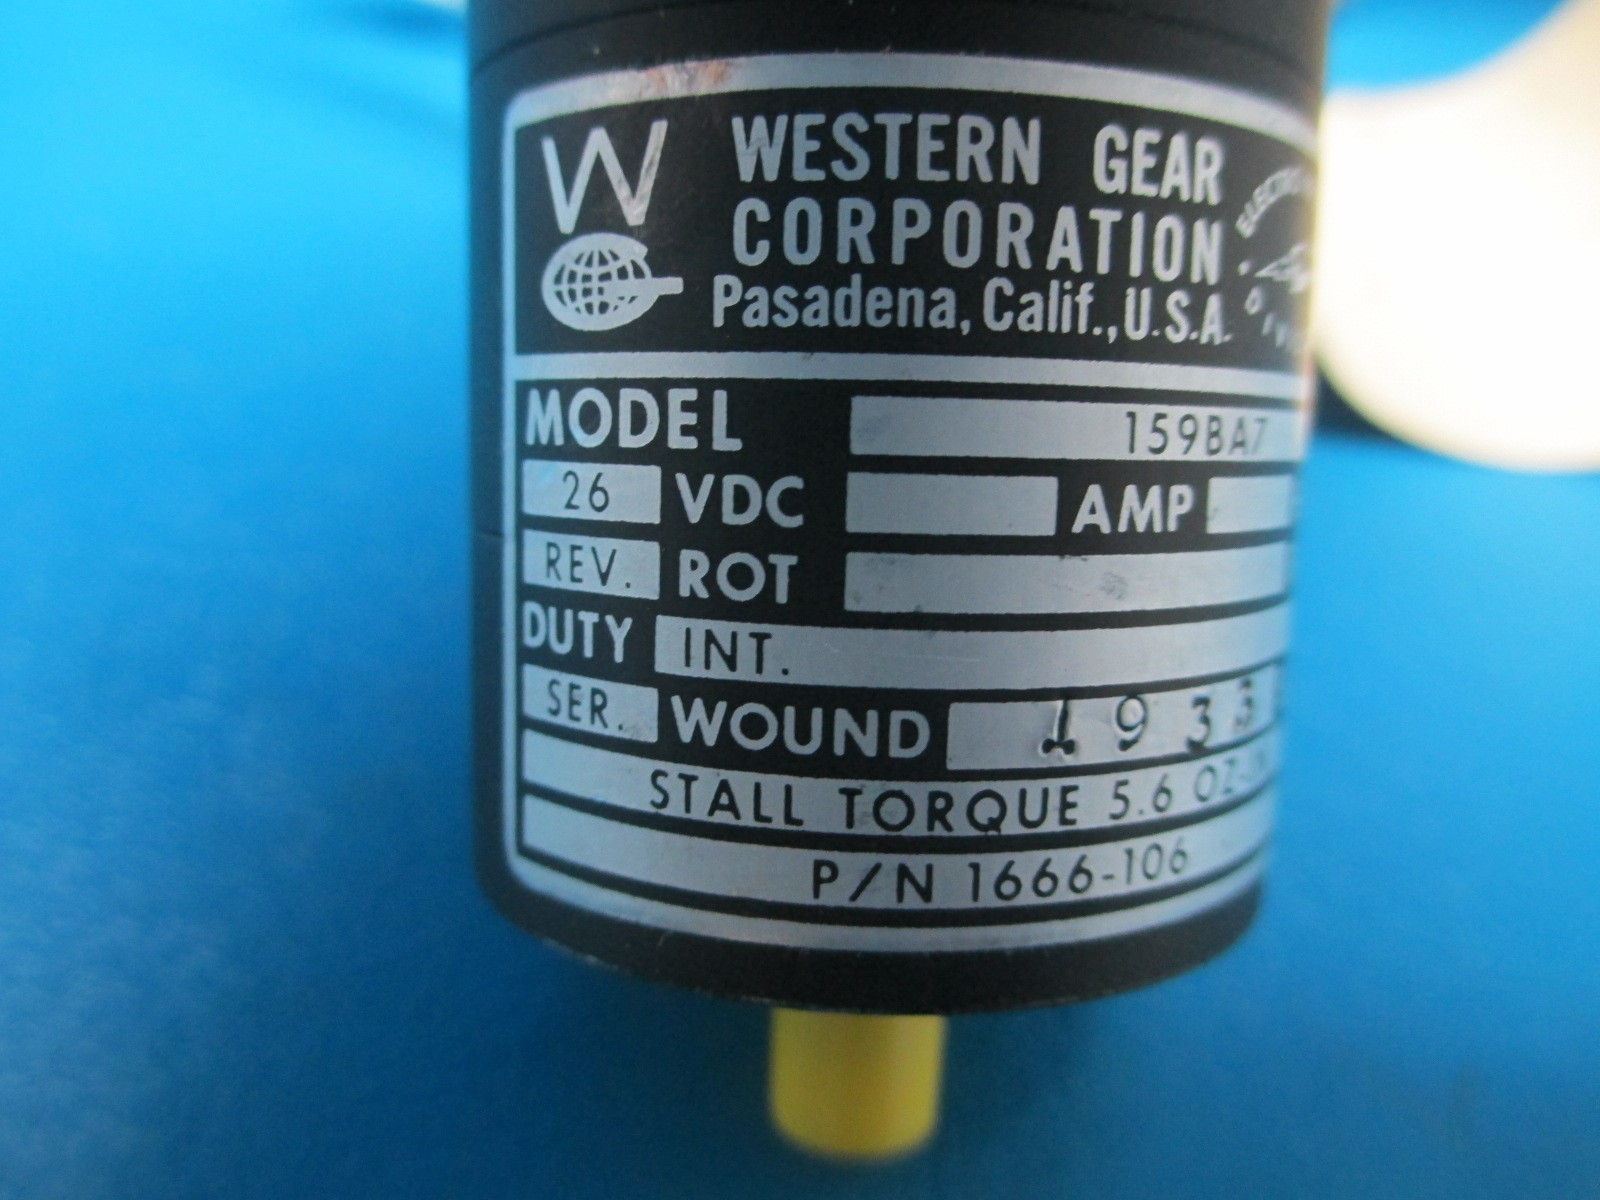 W
WESTERN GEAR
CORPORATION
Pasadena, Calif., U.S.A.
MODEL 159BA7
26 VDC AMP
REV. ROT
DUTY INT.
SER. WOUND 1933
STALL TORQUE 5.6
P/N 1666-106